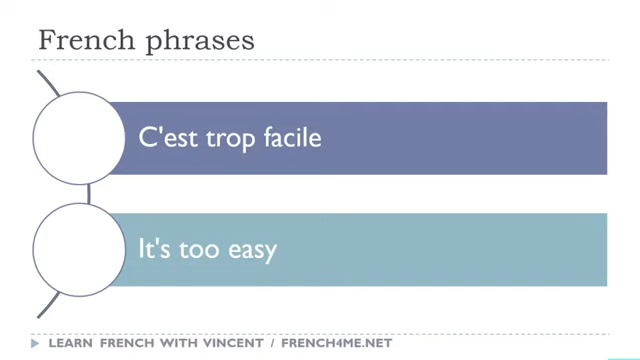 French phrases
C'est trop facile
It's too easy
LEARN FRENCH WITH VINCENT / FRENCH4ME.NET